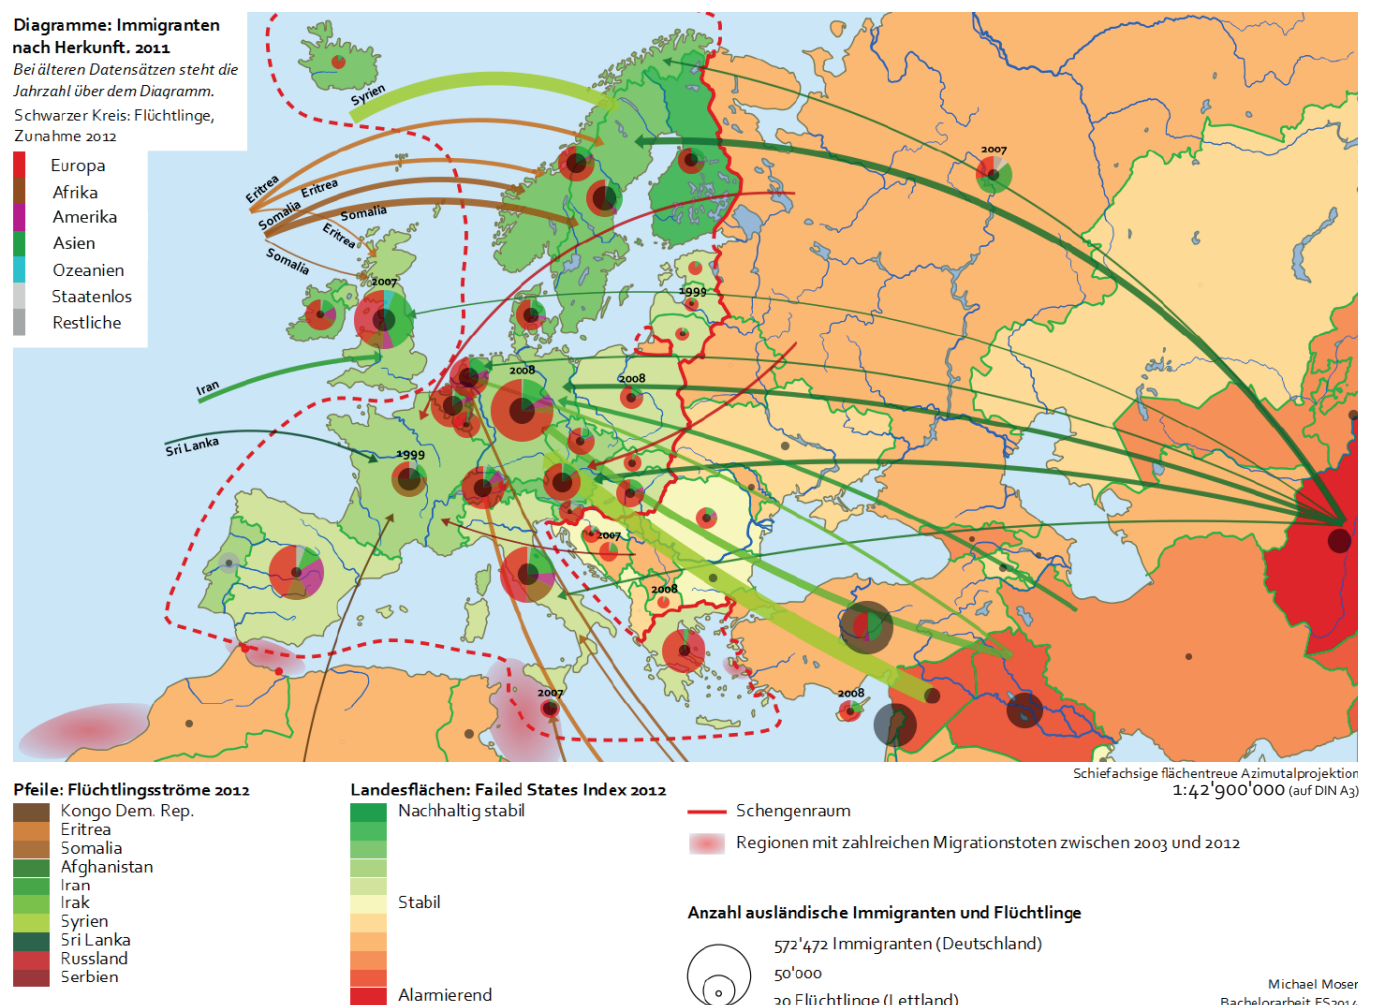 Diagramme: Immigranten
nach Herkunft. 2011
Bei älteren Datensätzen steht die
Jahrzahl über dem Diagramm.
Schwarzer Kreis: Flüchtlinge,
Zunahme 2012
Europa
Afrika
Amerika
Asien
Ozeanien
Staatenlos
Restliche
Syrien
Eritrea
Eritrea
Somalia
Somalia
Eritrea
Somalia
Iran
Sri Lanka
2007
2007
1999
2008
2008
1999
2007
2008
2007
2008
Schiefachsige flächentreue Azimutalprojektion
1:42'900'000 (auf DIN A3)
Pfeile: Flüchtlingsströme 2012
Kongo Dem. Rep.
Eritrea
Somalia
Afghanistan
Iran
Irak
Syrien
Sri Lanka
Russland
Serbien
Landesflächen: Failed States Index 2012
Nachhaltig stabil
Stabil
Alarmierend
Schengenraum
Regionen mit zahlreichen Migrationstoten zwischen 2003 und 2012
Anzahl ausländische Immigranten und Flüchtlinge
572'472 Immigranten (Deutschland)
50'000
30 Flüchtlinge (Lettland)
Michael Moser
Bachelorarbeit FS2014